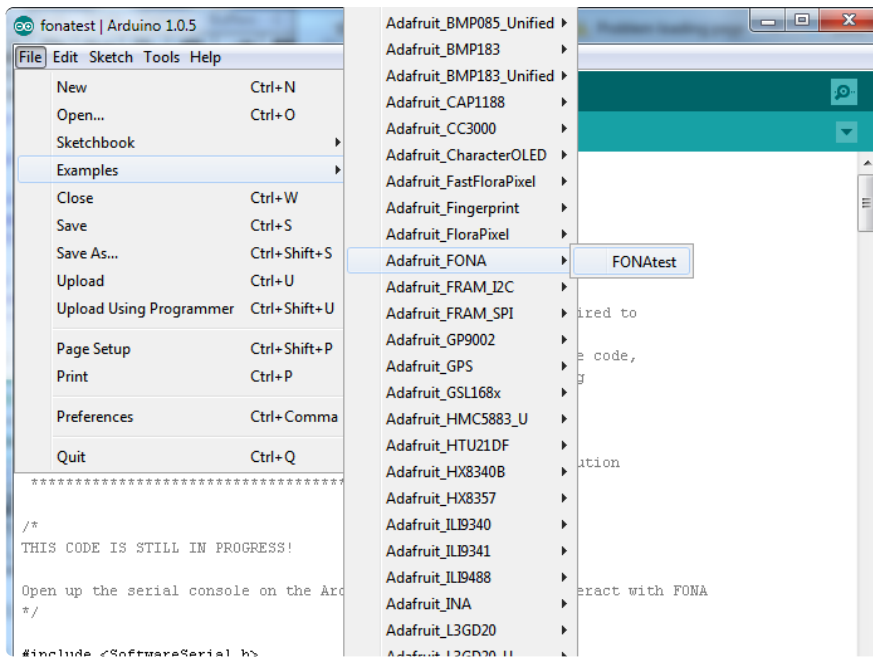 fonatest | Arduino 1.0.5
File Edit Sketch Tools Help
New Ctrl+N
Open... Ctrl+O
Sketchbook
Examples
Close Ctrl+W
Save Ctrl+S
Save As... Ctrl+Shift+S
Upload Ctrl+U
Upload Using Programmer Ctrl+Shift+U
Page Setup Ctrl+Shift+P
Print Ctrl+P
Preferences Ctrl+Comma
Quit Ctrl+Q
Adafruit_BMP085_Unified
Adafruit_BMP183
Adafruit_BMP183_Unified
Adafruit_CAP1188
Adafruit_CC3000
Adafruit_CharacterOLED
Adafruit_FastFloraPixel
Adafruit_Fingerprint
Adafruit_FloraPixel
Adafruit_FONA
Adafruit_FRAM_I2C
Adafruit_FRAM_SPI
Adafruit_GP9002
Adafruit_GPS
Adafruit_GSL168x
Adafruit_HMC5883_U
Adafruit_HTU21DF
Adafruit_HX8340B
Adafruit_HX8357
Adafruit_ILI9340
Adafruit_ILI9341
Adafruit_ILI9488
Adafruit_INA
Adafruit_L3GD20
Adafruit_L3GD20_U
FONAtest
ired to
e code,
g
ution
************************************
/*
THIS CODE IS STILL IN PROGRESS!
Open up the serial console on the Ard
eract with FONA
*/
#include <SoftwareSerial.h>